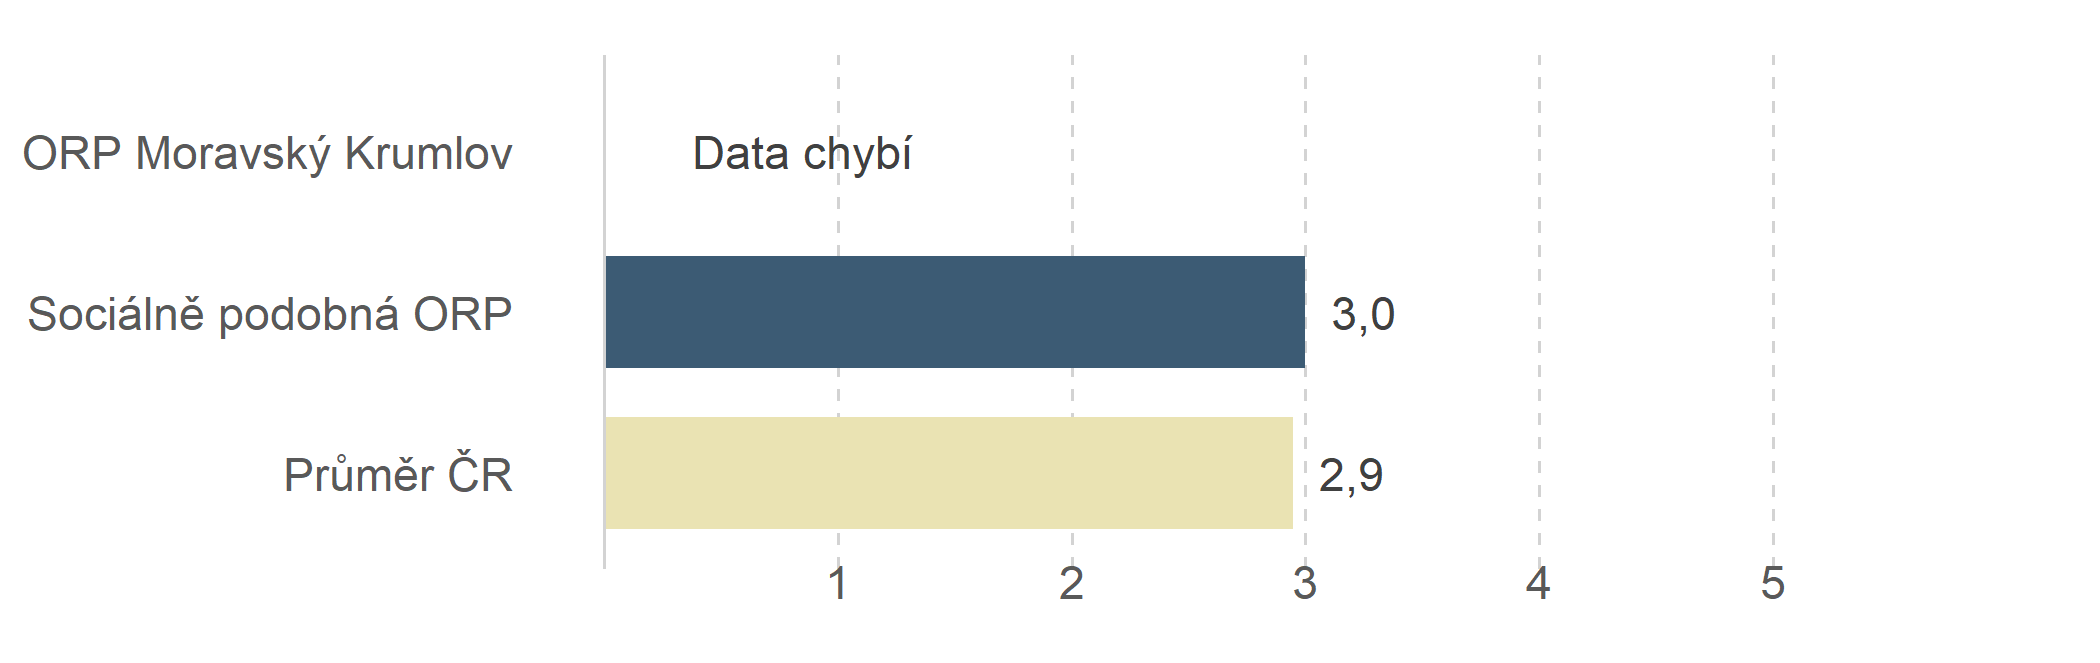 ORP Moravský Krumlov
Data chybí
Sociálně podobná ORP
3,0
Průměr ČR
2,9
1 2 3 4 5